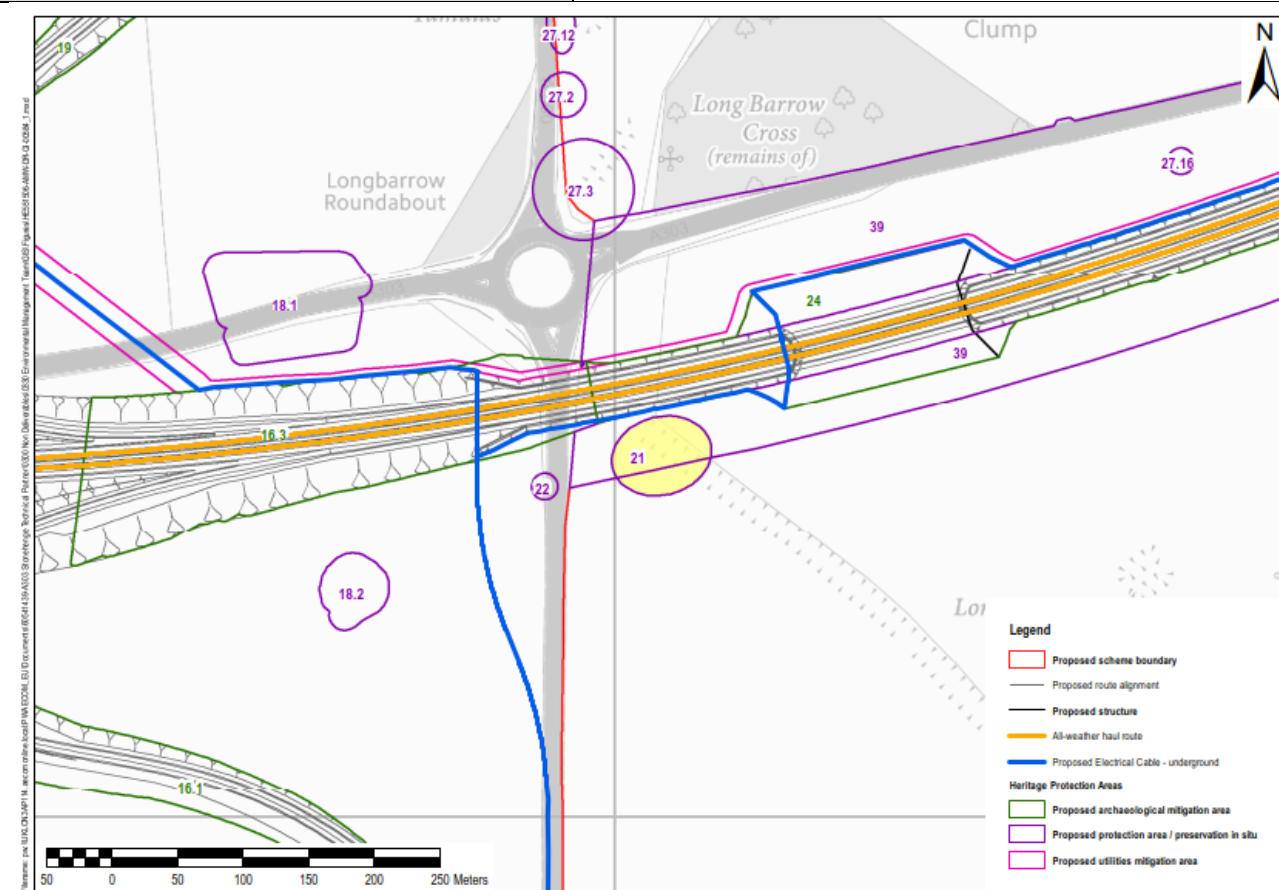 Tumulus
27.12
N
19
Clump
27.2
Long Barrow
Cross
(remains of)
27.16
Longbarrow
Roundabout
27.3
39
A303
18.1
24
39
16.3
21
22
18.2
16.1
Legend
Proposed scheme boundary
Proposed route alignment
Proposed structure
All-weather haul route
Proposed Electrical Cable - underground
Heritage Protection Areas
Proposed archaeological mitigation area
Proposed protection area / preservation in situ
Proposed utilities mitigation area
50 0 50 100 150 200 250 Meters